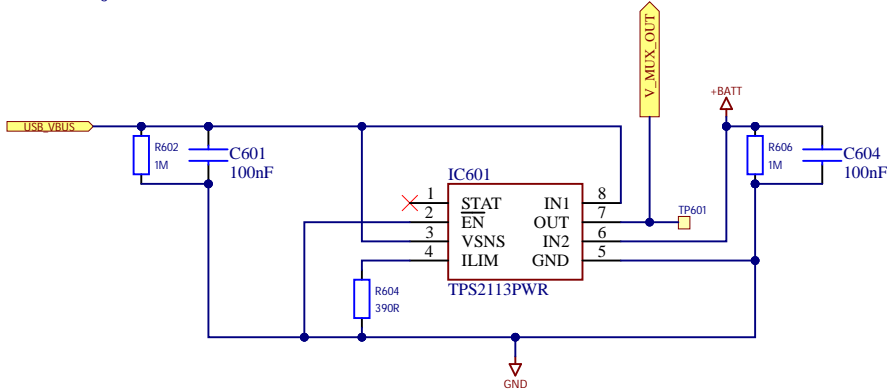 V_MUX_OUT
+BATT
USB_VBUS
R602
1M
C601
100nF
R606
1M
C604
100nF
IC601
1
STAT
IN1
8
2
EN
OUT
7
TP601
3
VSNS
IN2
6
4
ILIM
GND
5
TPS2113PWR
R604
390R
GND